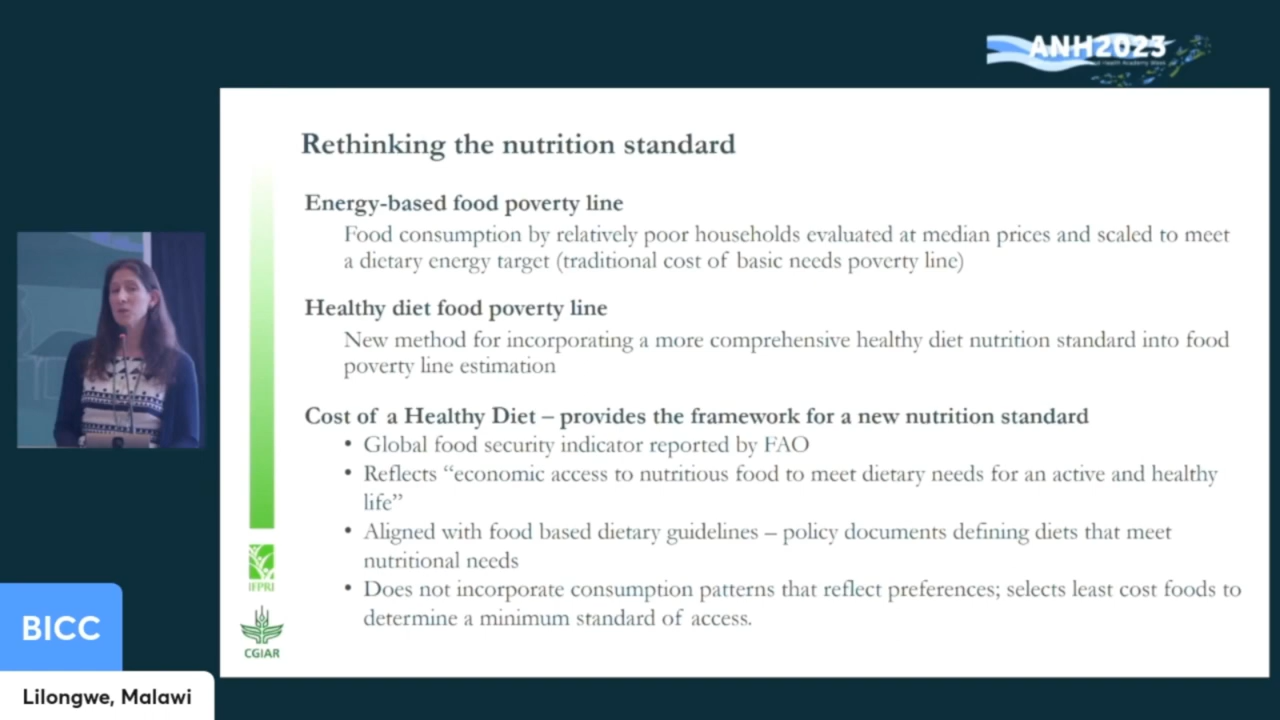 ANH2023
Health Academy Week
Rethinking the nutrition standard
Energy-based food poverty line
Food consumption by relatively poor households evaluated at median prices and scaled to meet
a dietary energy target (traditional cost of basic needs poverty line)
Healthy diet food poverty line
New method for incorporating a more comprehensive healthy diet nutrition standard into food
poverty line estimation
Cost of a Healthy Diet – provides the framework for a new nutrition standard
• Global food security indicator reported by FAO
• Reflects “economic access to nutritious food to meet dietary needs for an active and healthy
life”
• Aligned with food based dietary guidelines – policy documents defining diets that meet
nutritional needs
• Does not incorporate consumption patterns that reflect preferences; selects least cost foods to
determine a minimum standard of access.
IFPRI
CGIAR
BICC
Lilongwe, Malawi